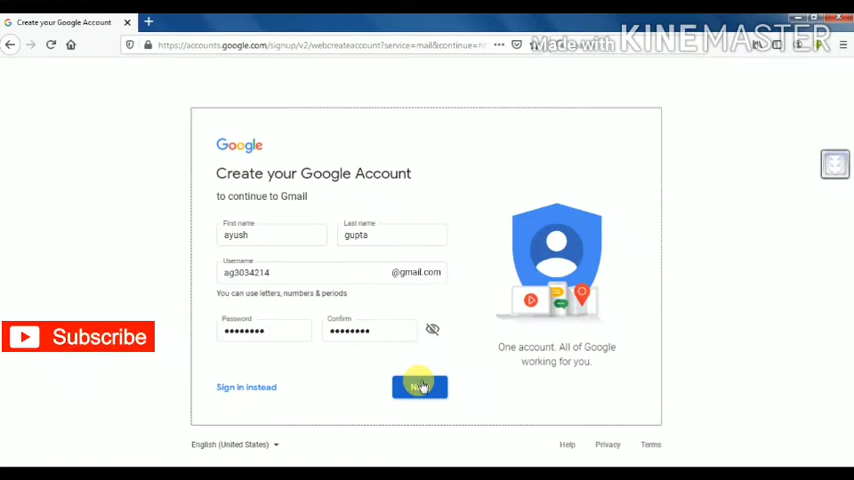 Create your Google Account
https://accounts.google.com/signup/v2/webcreateaccount?service=mail&continue=h
Made with KINEMASTER
Google
Create your Google Account
to continue to Gmail
First name
Last name
ayush
gupta
Username
ag3034214
@gmail.com
You can use letters, numbers & periods
Password
Confirm
Subscribe
One account. All of Google
working for you.
Sign in instead
English (United States)
Help
Privacy
Terms